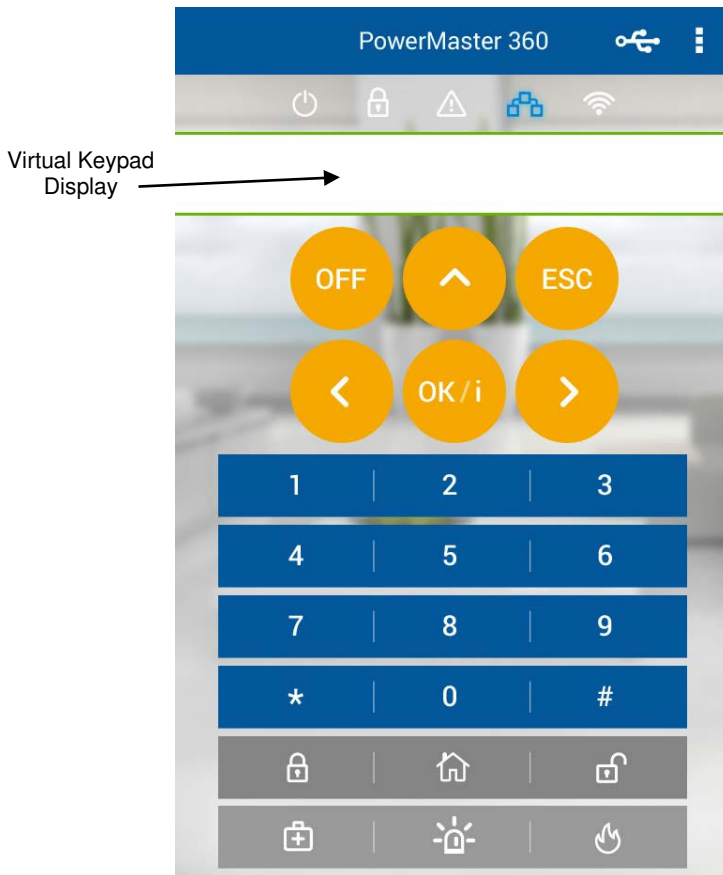 PowerMaster 360
Virtual Keypad
Display
OFF ESC
OK/i
1 2 3
4 5 6
7 8 9
* 0 #